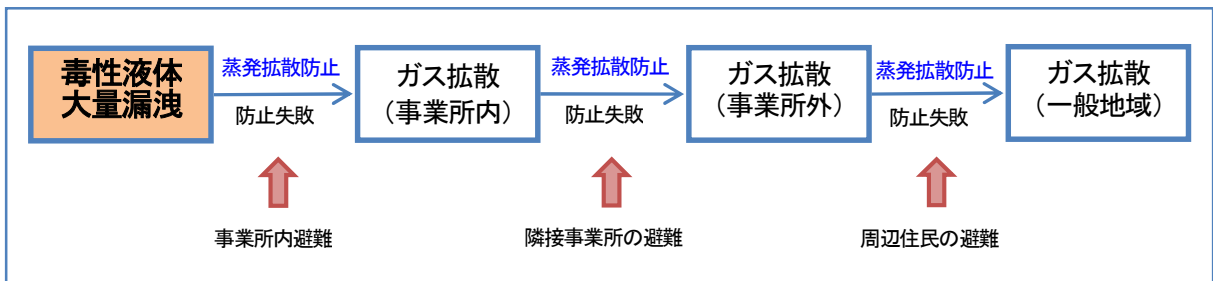 毒性液体
大量漏洩
蒸発拡散防止
防止失敗
ガス拡散
（事業所内）
蒸発拡散防止
防止失敗
ガス拡散
（事業所外）
蒸発拡散防止
防止失敗
ガス拡散
（一般地域）
事業所内避難
隣接事業所の避難
周辺住民の避難